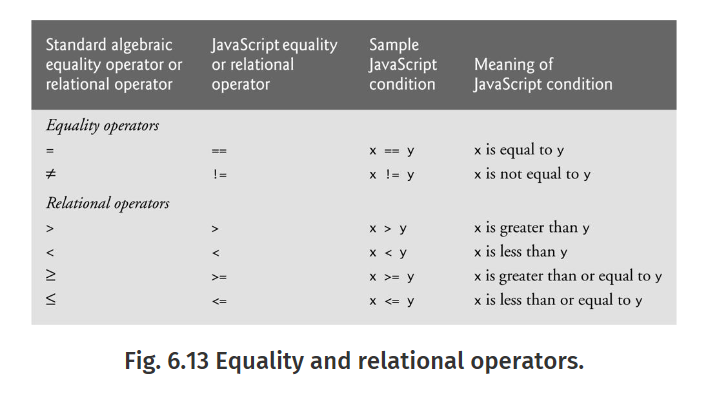 Standard algebraic equality operator or relational operator
JavaScript equality or relational operator
Sample JavaScript condition
Meaning of JavaScript condition
Equality operators
= == x == y x is equal to y
≠ != x != y x is not equal to y
Relational operators
> > x > y x is greater than y
< < x < y x is less than y
≥ >= x >= y x is greater than or equal to y
≤ <= x <= y x is less than or equal to y
Fig. 6.13 Equality and relational operators.